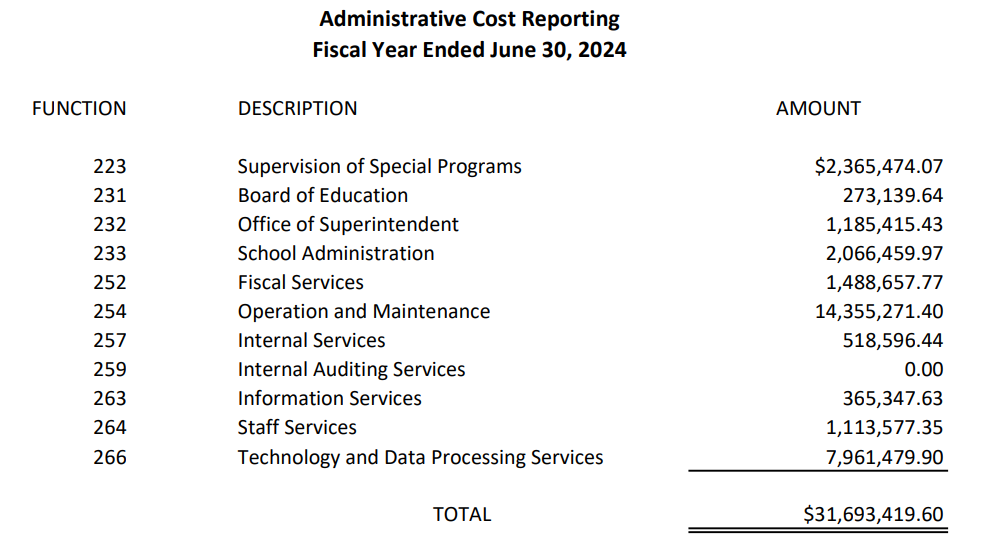 Administrative Cost Reporting
Fiscal Year Ended June 30, 2024
FUNCTION DESCRIPTION AMOUNT
223 Supervision of Special Programs $2,365,474.07
231 Board of Education 273,139.64
232 Office of Superintendent 1,185,415.43
233 School Administration 2,066,459.97
252 Fiscal Services 1,488,657.77
254 Operation and Maintenance 14,355,271.40
257 Internal Services 518,596.44
259 Internal Auditing Services 0.00
263 Information Services 365,347.63
264 Staff Services 1,113,577.35
266 Technology and Data Processing Services 7,961,479.90
TOTAL $31,693,419.60